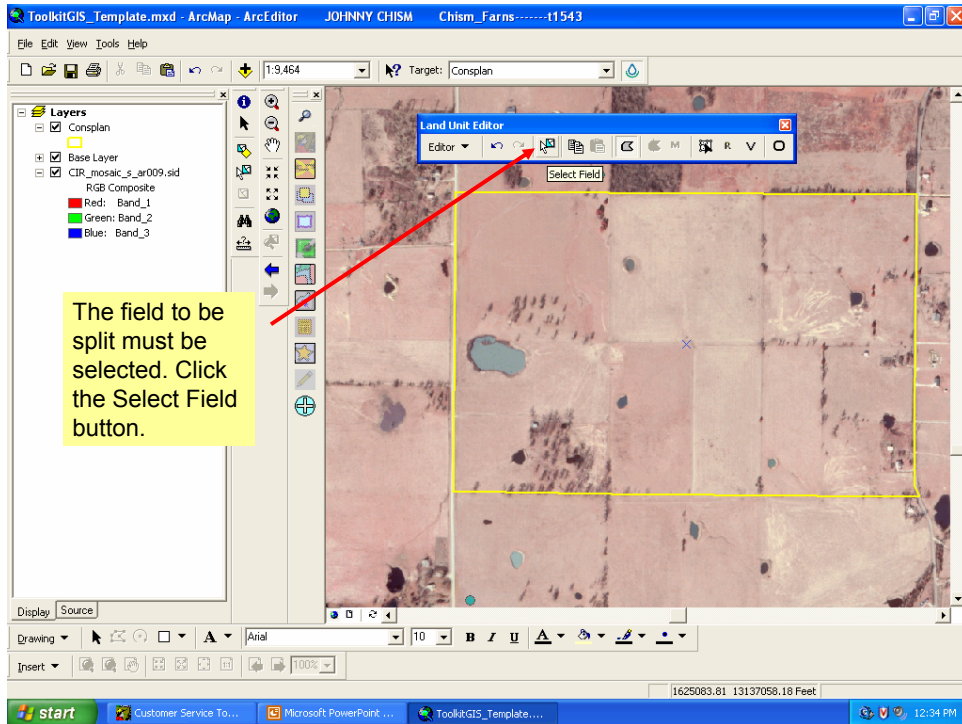 ToolkitGIS_Template.mxd - ArcMap - ArcEditor JOHNNY CHISM Chism_Farns-------t1543
File Edit View Tools Help
1:9,464 Target: Consplan
Layers
Consplan
Base Layer
CIR_mosaic_s_ar009.sid
RGB Composite
Red: Band_1
Green: Band_2
Blue: Band_3
Land Unit Editor
Editor M R V
Select Field
The field to be
split must be
selected. Click
the Select Field
button.
Display Source
Drawing A Arial 10 B I U A
Insert 1:1 100%
1625083.81 13137058.18 Feet
start Customer Service To... Microsoft PowerPoint ... ToolkitGIS_Template.... 12:34 PM